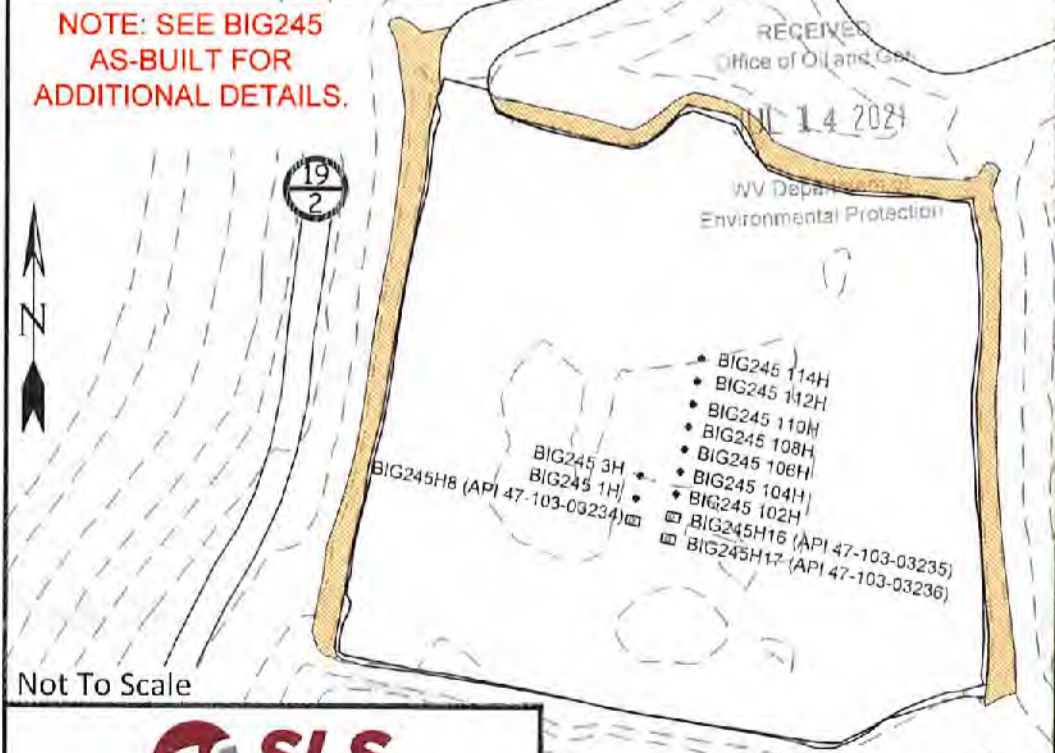 NOTE: SEE BIG245
AS-BUILT FOR
ADDITIONAL DETAILS.
RECEIVED
Office of Oil and Gas
14 2021
WV Department of
Environmental Protection
19
2
N
BIG245 114H
BIG245 112H
BIG245 110H
BIG245 108H
BIG245 106H
BIG245 104H
BIG245 102H
BIG245 3H
BIG245 1H
BIG245H8 (API 47-103-03234)
BIG245H16 (API 47-103-03235)
BIG245H17 (API 47-103-03236)
Not To Scale
SLS